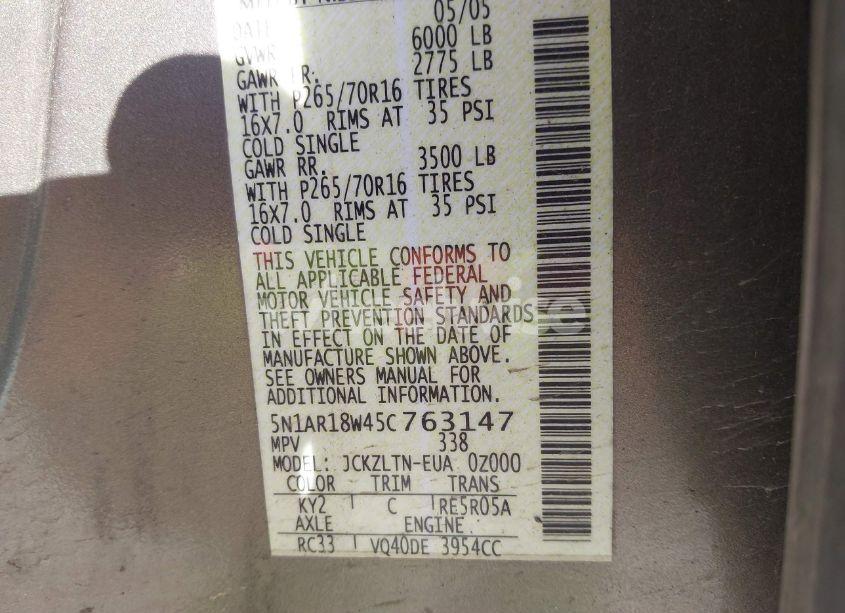 05/05
DATE
GVWR 6000 LB
GAWR FR. 2775 LB
WITH P265/70R16 TIRES
16X7.0 RIMS AT 35 PSI
COLD SINGLE
GAWR RR. 3500 LB
WITH P265/70R16 TIRES
16X7.0 RIMS AT 35 PSI
COLD SINGLE
THIS VEHICLE CONFORMS TO
ALL APPLICABLE FEDERAL
MOTOR VEHICLE SAFETY AND
THEFT PREVENTION STANDARDS
IN EFFECT ON THE DATE OF
MANUFACTURE SHOWN ABOVE.
SEE OWNERS MANUAL FOR
ADDITIONAL INFORMATION.
5N1AR18W45C763147
MPV 338
MODEL: JCKZLTN-EUA 0Z000
COLOR TRIM TRANS
KY2 C RE5R05A
AXLE ENGINE
RC33 VQ40DE 3954CC